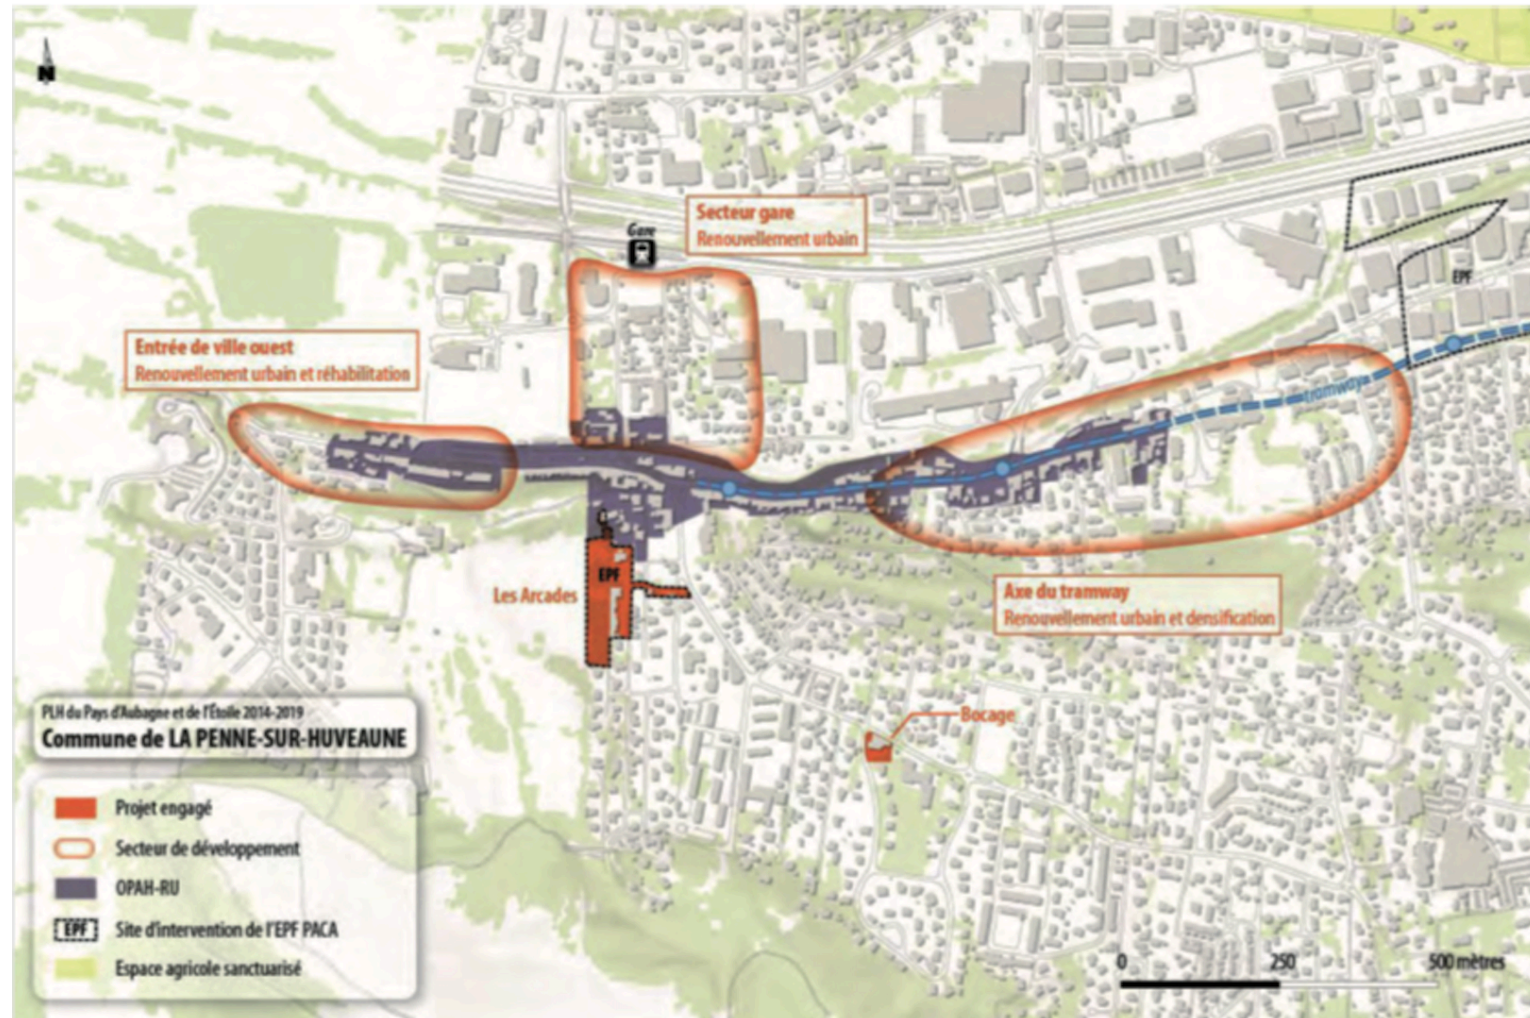 N
Secteur gare
Renouvellement urbain
Gare
EPF
Entrée de ville ouest
Renouvellement urbain et réhabilitation
tramway
EPF
Les Arcades
Axe du tramway
Renouvellement urbain et densification
Bocage
PLH du Pays d'Aubagne et de l'Étoile 2014-2019
Commune de LA PENNE-SUR-HUVEAUNE
Projet engagé
Secteur de développement
OPAH-RU
EPF Site d'intervention de l'EPF PACA
Espace agricole sanctuarisé
0 250 500 mètres